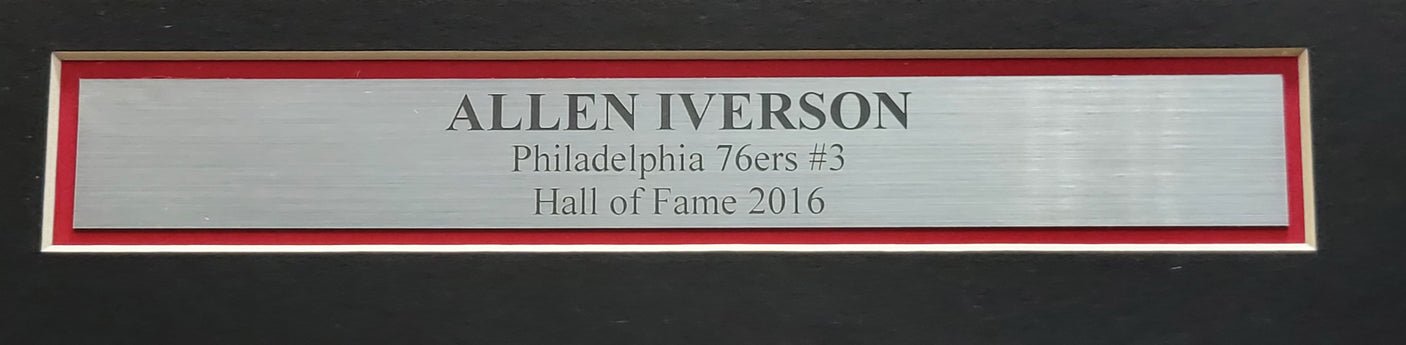 ALLEN IVERSON
Philadelphia 76ers #3
Hall of Fame 2016